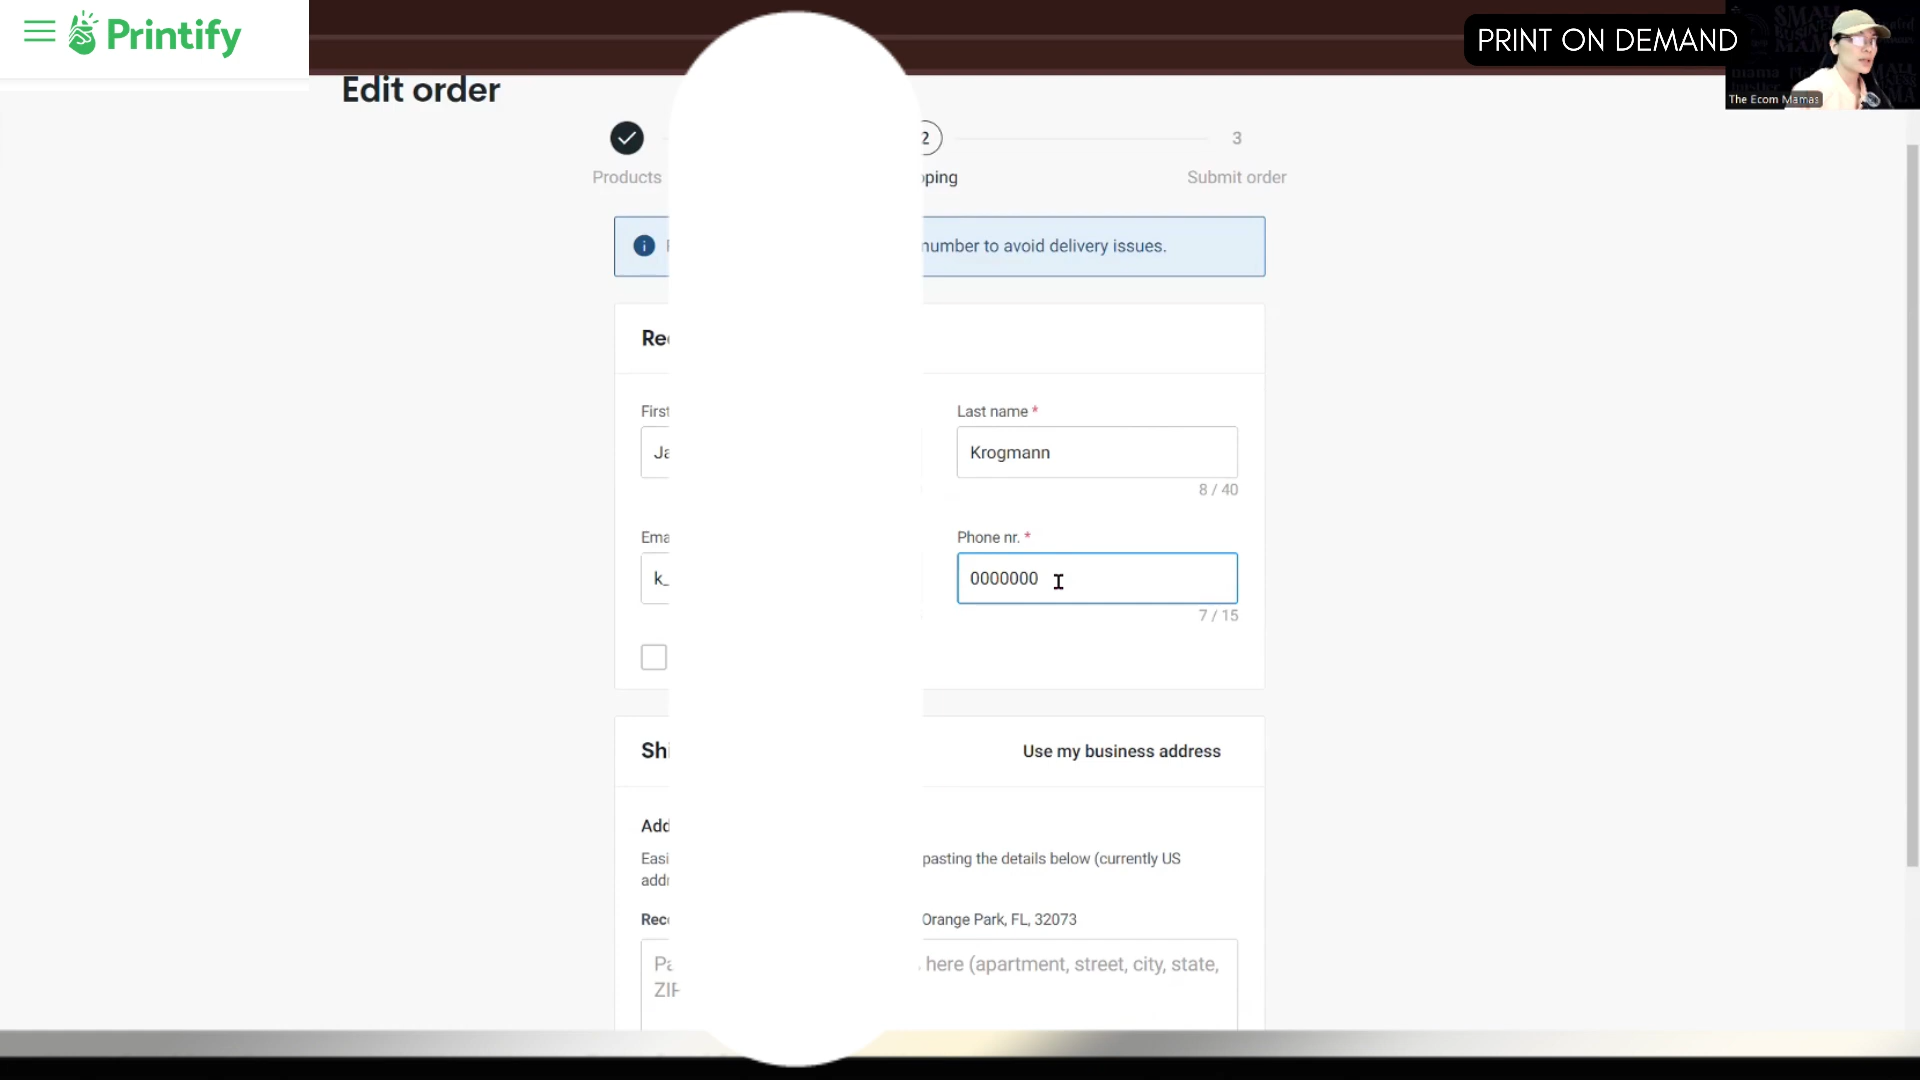 Printify
PRINT ON DEMAND
The Ecom Mamas
Edit order
2
3
Products
Submit order
number to avoid delivery issues.
Last name *
Krogmann
8 / 40
Phone nr. *
0000000
7 / 15
Use my business address
pasting the details below (currently US
Orange Park, FL, 32073
here (apartment, street, city, state,